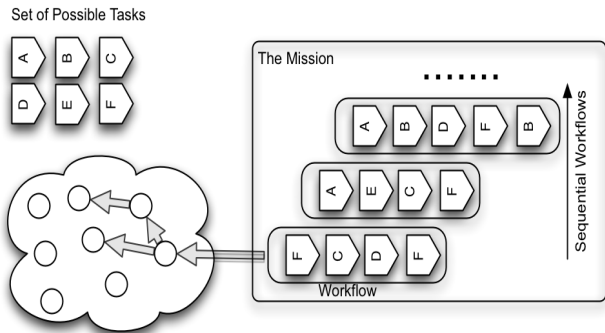 Set of Possible Tasks
A B C
D E F
The Mission
.......
A B D F B
A E C F
F C D F
Workflow
Sequential Workflows